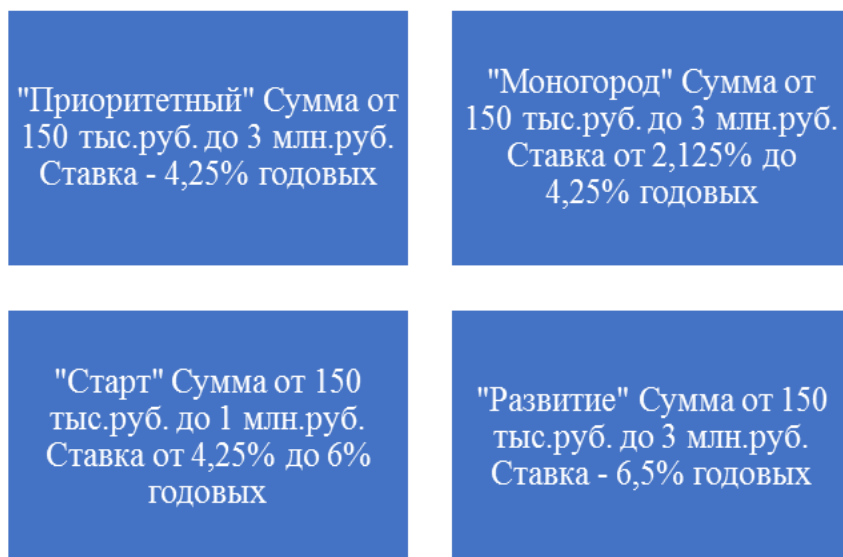 "Приоритетный" Сумма от
150 тыс.руб. до 3 млн.руб.
Ставка - 4,25% годовых
"Моногород" Сумма от
150 тыс.руб. до 3 млн.руб.
Ставка от 2,125% до
4,25% годовых
"Старт" Сумма от 150
тыс.руб. до 1 млн.руб.
Ставка от 4,25% до 6%
годовых
"Развитие" Сумма от 150
тыс.руб. до 3 млн.руб.
Ставка - 6,5% годовых